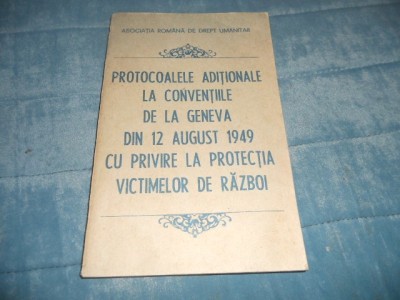 ASOCIAȚIA ROMÂNĂ DE DREPT UMANITAR
PROTOCOALELE ADIȚIONALE
LA CONVENȚIILE
DE LA GENEVA
DIN 12 AUGUST 1949
CU PRIVIRE LA PROTECȚIA
VICTIMELOR DE RĂZBOI